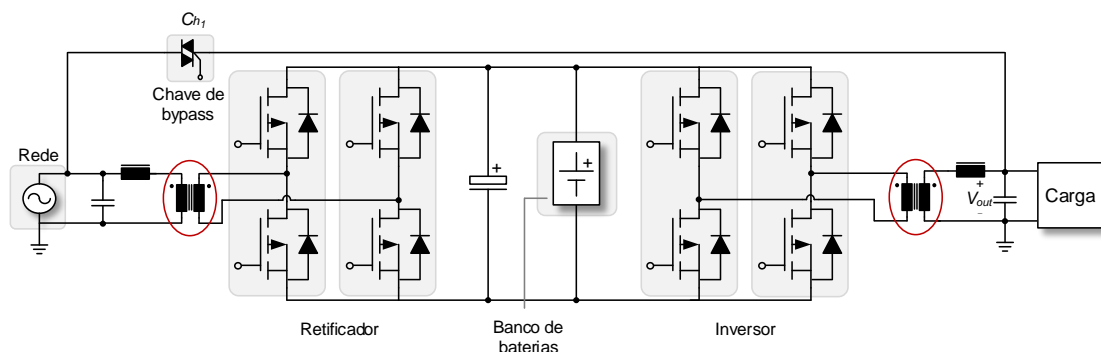 Ch1
Chave de
bypass
Rede
+
+
+
Vout
-
Carga
Retificador
Banco de
baterias
Inversor